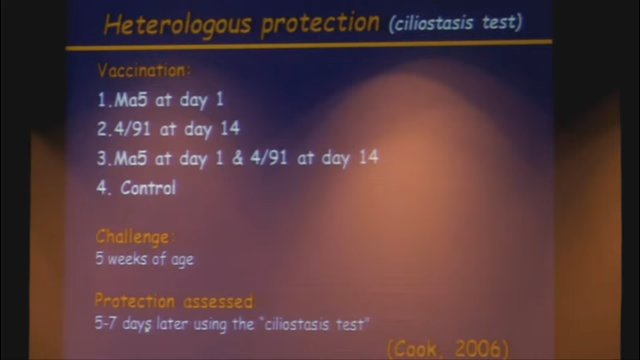 Heterologous protection (ciliostasis test)
Vaccination:
1.Ma5 at day 1
2.4/91 at day 14
3.Ma5 at day 1 & 4/91 at day 14
4. Control
Challenge:
5 weeks of age
Protection assessed:
5-7 days later using the "ciliostasis test"
(Cook, 2006)